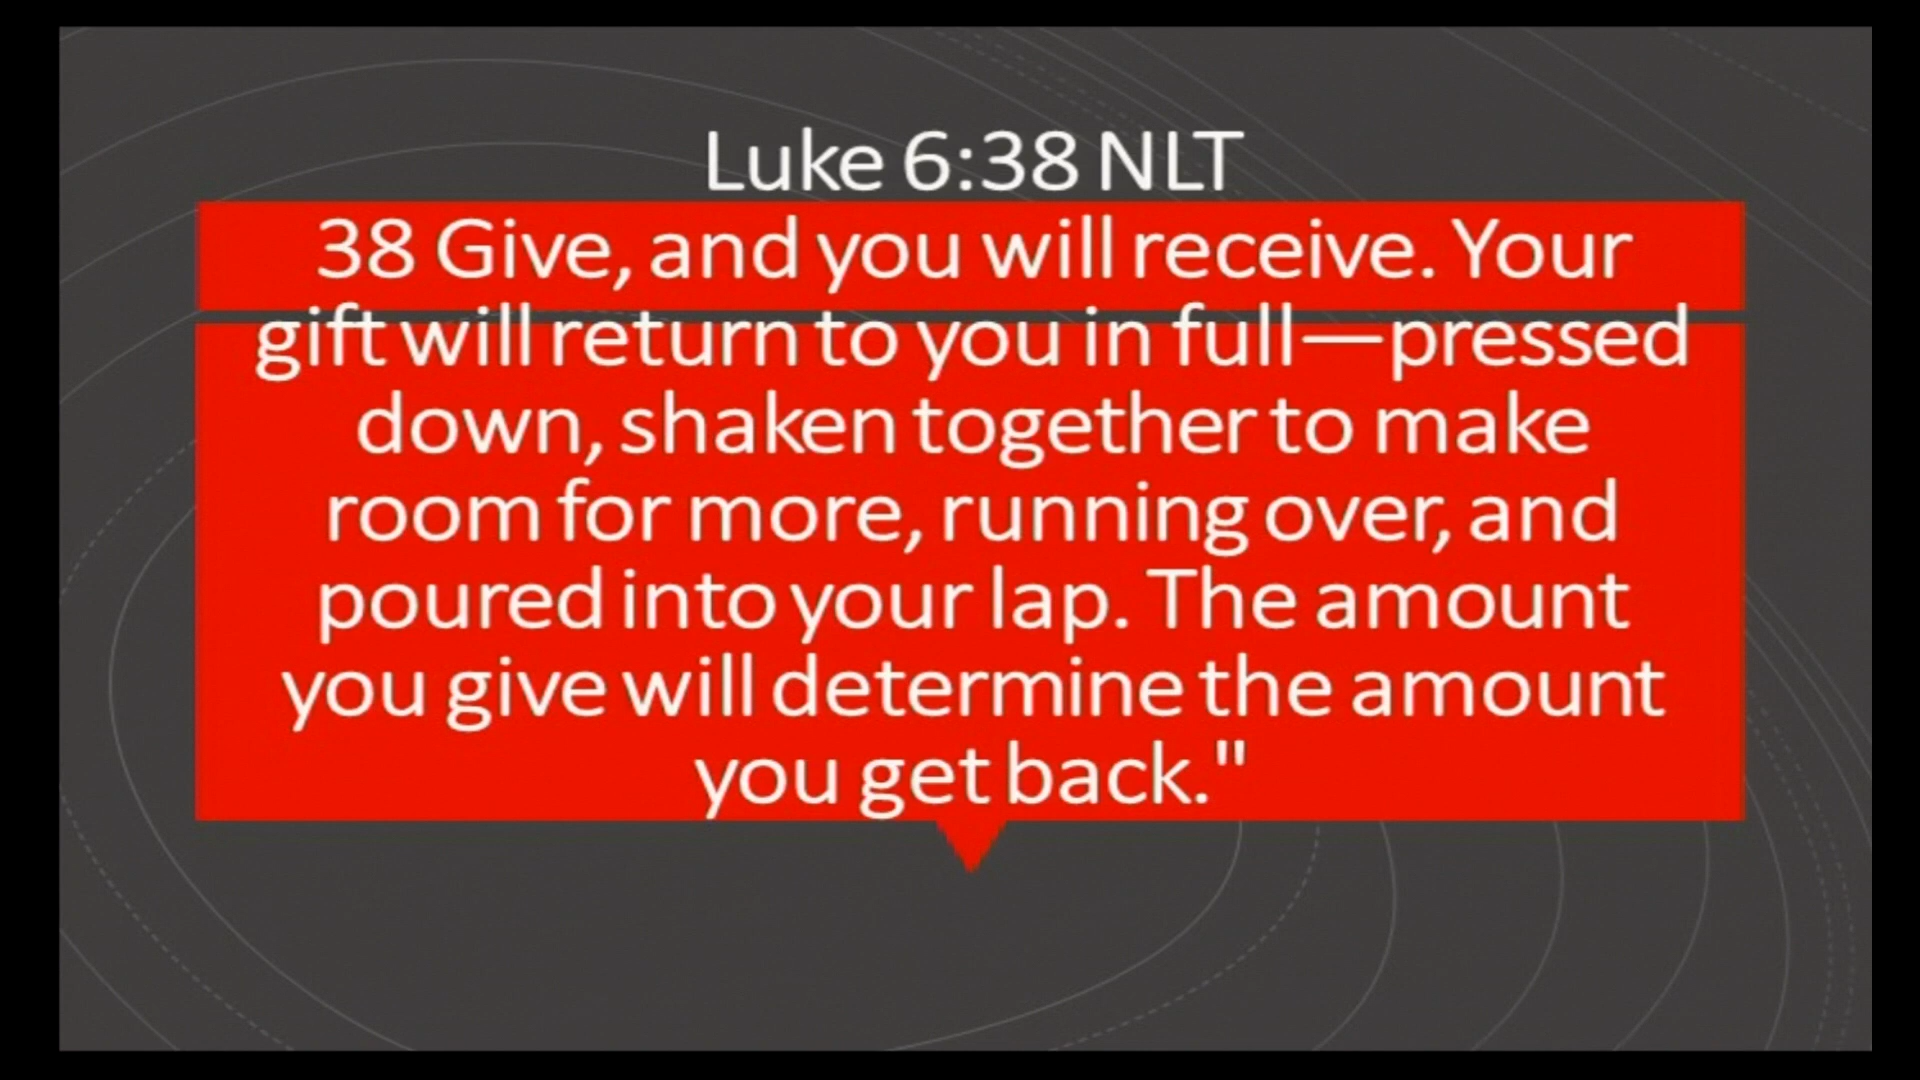 Luke 6:38 NLT
38 Give, and you will receive. Your
gift will return to you in full—pressed
down, shaken together to make
room for more, running over, and
poured into your lap. The amount
you give will determine the amount
you get back."